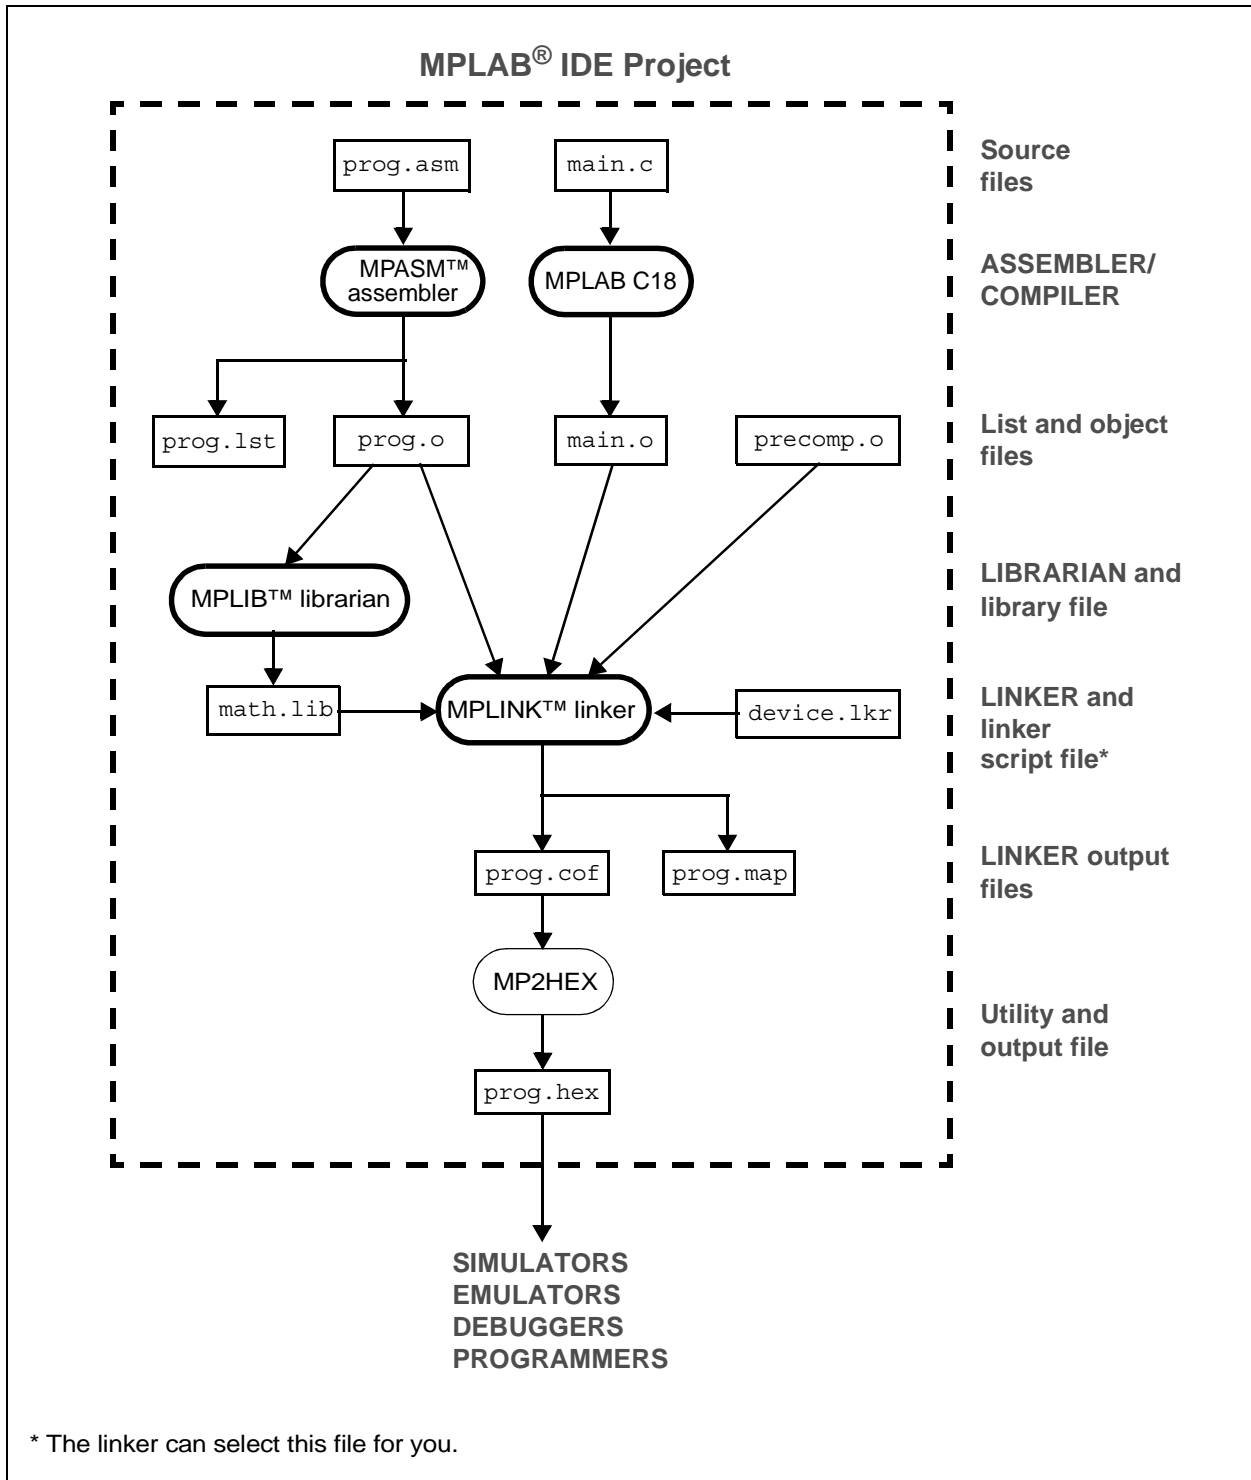 MPLAB® IDE Project
prog.asm
main.c
Source
files
MPASM™
assembler
MPLAB C18
ASSEMBLER/
COMPILER
prog.lst
prog.o
main.o
precomp.o
List and object
files
MPLIB™ librarian
LIBRARIAN and
library file
math.lib
MPLINK™ linker
device.lkr
LINKER and
linker
script file*
prog.cof
prog.map
LINKER output
files
MP2HEX
Utility and
output file
prog.hex
SIMULATORS
EMULATORS
DEBUGGERS
PROGRAMMERS
* The linker can select this file for you.